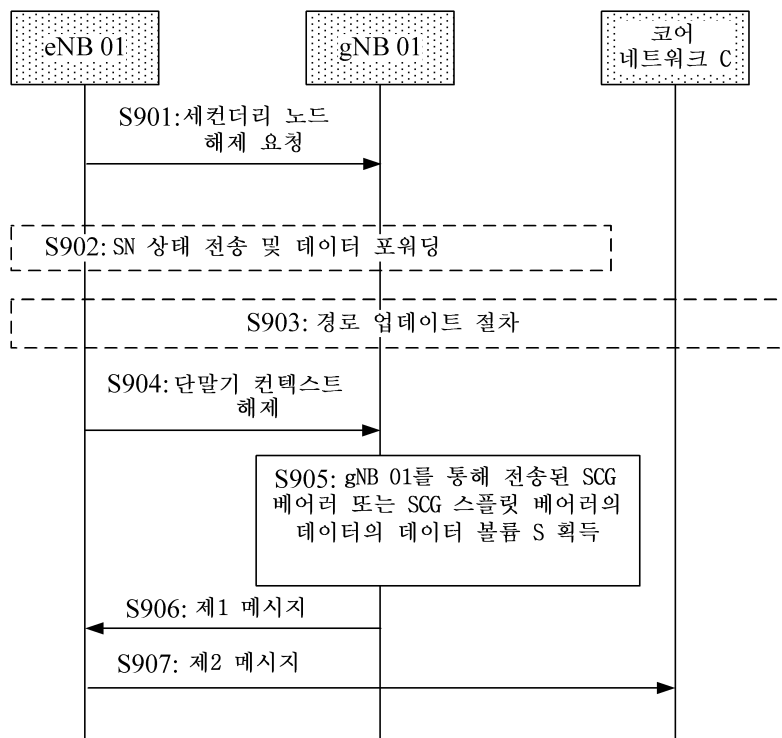 eNB 01
gNB 01
코어
네트워크 C
S901:세컨더리 노드
해제 요청
S902: SN 상태 전송 및 데이터 포워딩
S903: 경로 업데이트 절차
S904: 단말기 컨텍스트
해제
S905: gNB 01를 통해 전송된 SCG
베어러 또는 SCG 스플릿 베어러의
데이터의 데이터 볼륨 S 획득
S906: 제1 메시지
S907: 제2 메시지